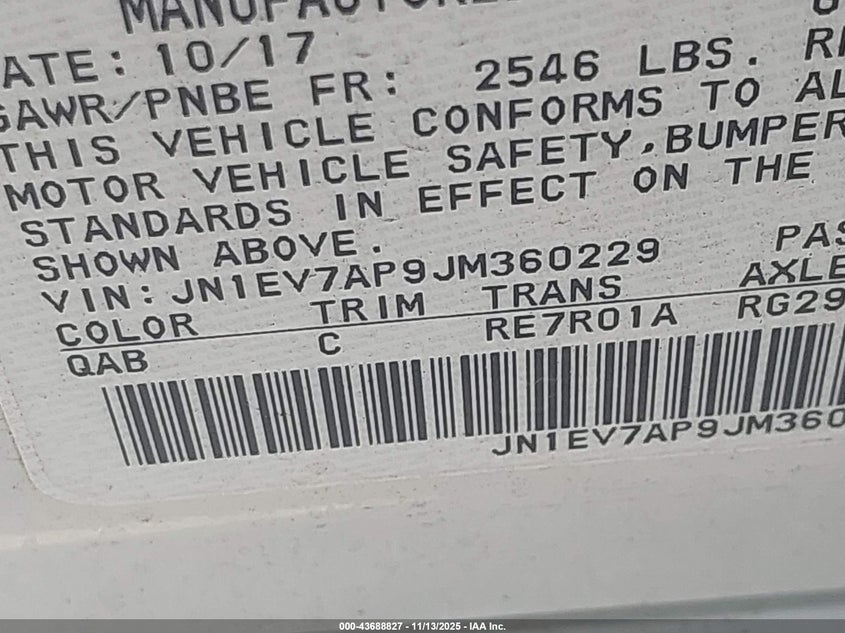 MANUFACTURE
ATE: 10/17
GAWR/PNBE FR: 2546 LBS. R
THIS VEHICLE CONFORMS TO AL
MOTOR VEHICLE SAFETY, BUMPER
STANDARDS IN EFFECT ON THE
SHOWN ABOVE.
VIN: JN1EV7AP9JM360229 PAS
COLOR TRIM TRANS AXLE
QAB C RE7R01A RG29
JN1EV7AP9JM360
000-43688827 - 11/13/2025 - IAA Inc.